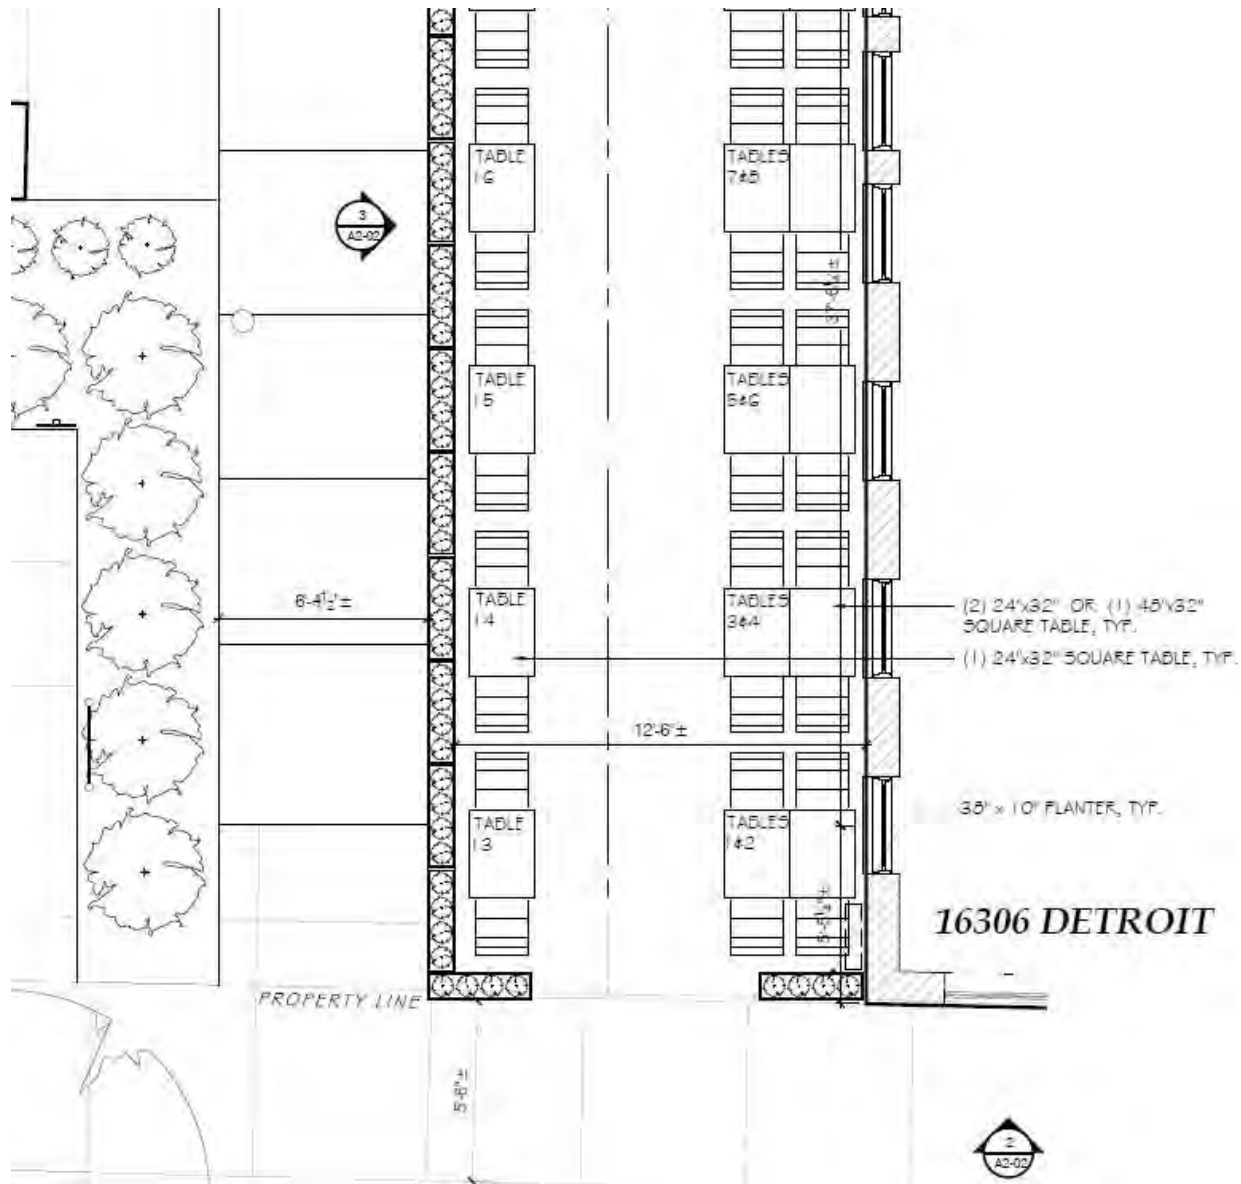 TABLE
16
TABLES
7&8
3
A2-02
TABLE
15
TABLES
5&6
6'-4½"±
TABLE
14
TABLES
3&4
(2) 24"x32" OR (1) 48"x32"
SQUARE TABLE, TYP.
(1) 24"x32" SQUARE TABLE, TYP.
12'-6"±
TABLE
13
TABLES
1&2
38" x 10" PLANTER, TYP.
16306 DETROIT
PROPERTY LINE
2
A2-02